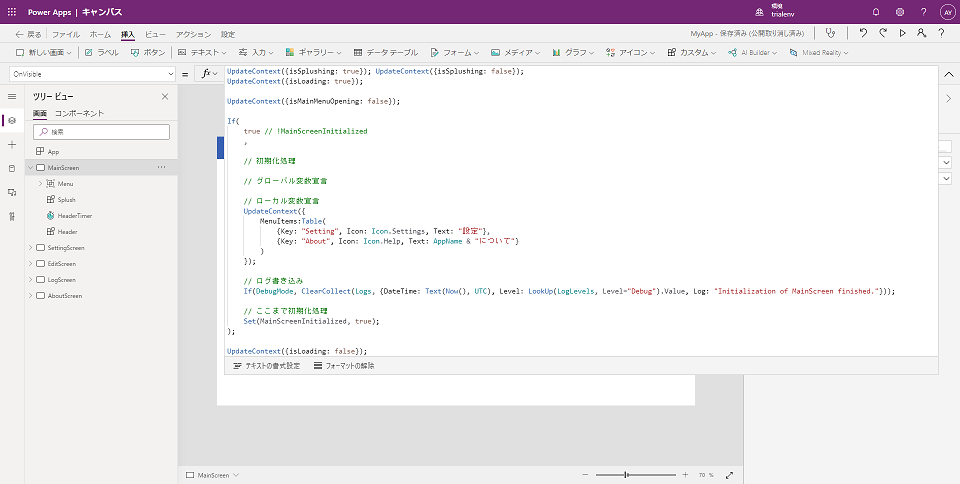 Power Apps | キャンバス
環境
trialenv
AY
戻る ファイル ホーム 挿入 ビュー アクション 設定
MyApp - 保存済み (公開取り消し済み)
新しい画面 ラベル ボタン テキスト 入力 ギャラリー データ テーブル フォーム メディア グラフ アイコン カスタム AI Builder Mixed Reality
OnVisible = fx
UpdateContext({isSplushing: true}); UpdateContext({isSplushing: false});
UpdateContext({isLoading: true});
UpdateContext({isMainMenuOpening: false});
If(
true // !MainScreenInitialized
,
// 初期化処理
// グローバル変数宣言
// ローカル変数宣言
UpdateContext({
MenuItems:Table(
{Key: "Setting", Icon: Icon.Settings, Text: "設定"},
{Key: "About", Icon: Icon.Help, Text: AppName & "について"}
)
});
// ログ書き込み
If(DebugMode, ClearCollect(Logs, {DateTime: Text(Now(), UTC), Level: LookUp(LogLevels, Level="Debug").Value, Log: "Initialization of MainScreen finished."}));
// ここまで初期化処理
Set(MainScreenInitialized, true);
);
UpdateContext({isLoading: false});
テキストの書式設定 フォーマットの解除
ツリー ビュー
画面 コンポーネント
検索
App
MainScreen
Menu
Splush
HeaderTimer
Header
SettingScreen
EditScreen
LogScreen
AboutScreen
MainScreen
70 %